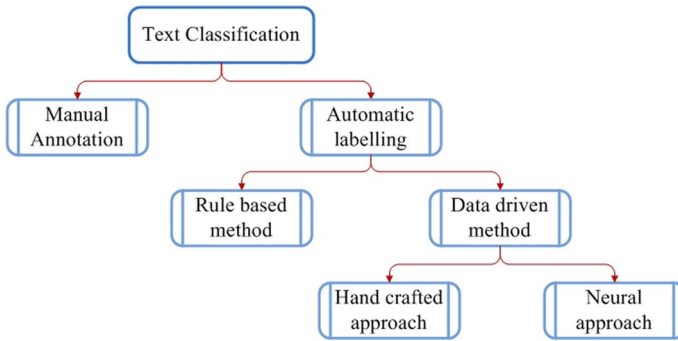 Text Classification
Manual
Annotation
Automatic
labelling
Rule based
method
Data driven
method
Hand crafted
approach
Neural
approach